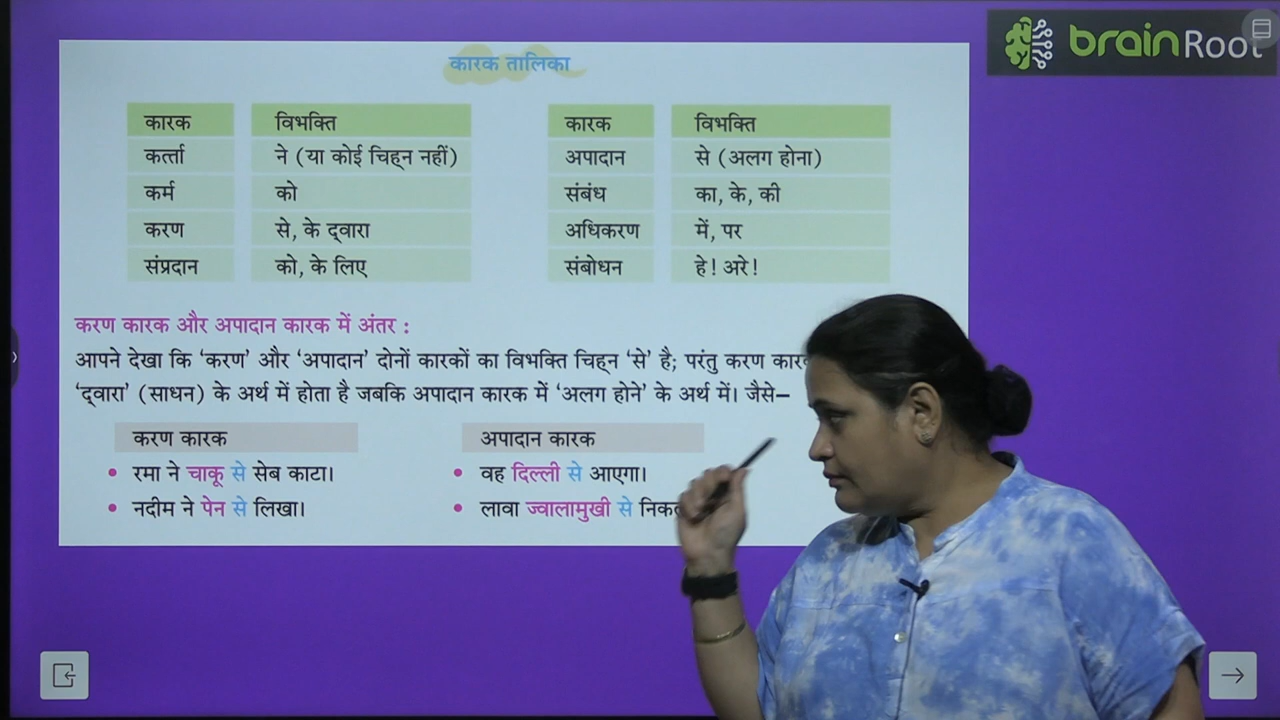 brainRoot
कारक तालिका
कारक विभक्ति कारक विभक्ति
कर्त्ता ने (या कोई चिह्न नहीं) अपादान से (अलग होना)
कर्म को संबंध का, के, की
करण से, के द्वारा अधिकरण में, पर
संप्रदान को, के लिए संबोधन हे! अरे!
करण कारक और अपादान कारक में अंतर :
आपने देखा कि ‘करण’ और ‘अपादान’ दोनों कारकों का विभक्ति चिह्न ‘से’ है; परंतु करण
‘द्वारा’ (साधन) के अर्थ में होता है जबकि अपादान कारक में ‘अलग होने’ के अर्थ में। जैसे–
करण कारक अपादान कारक
• रमा ने चाकू से सेब काटा। • वह दिल्ली से आएगा।
• नदीम ने पेन से लिखा। • लावा ज्वालामुखी से